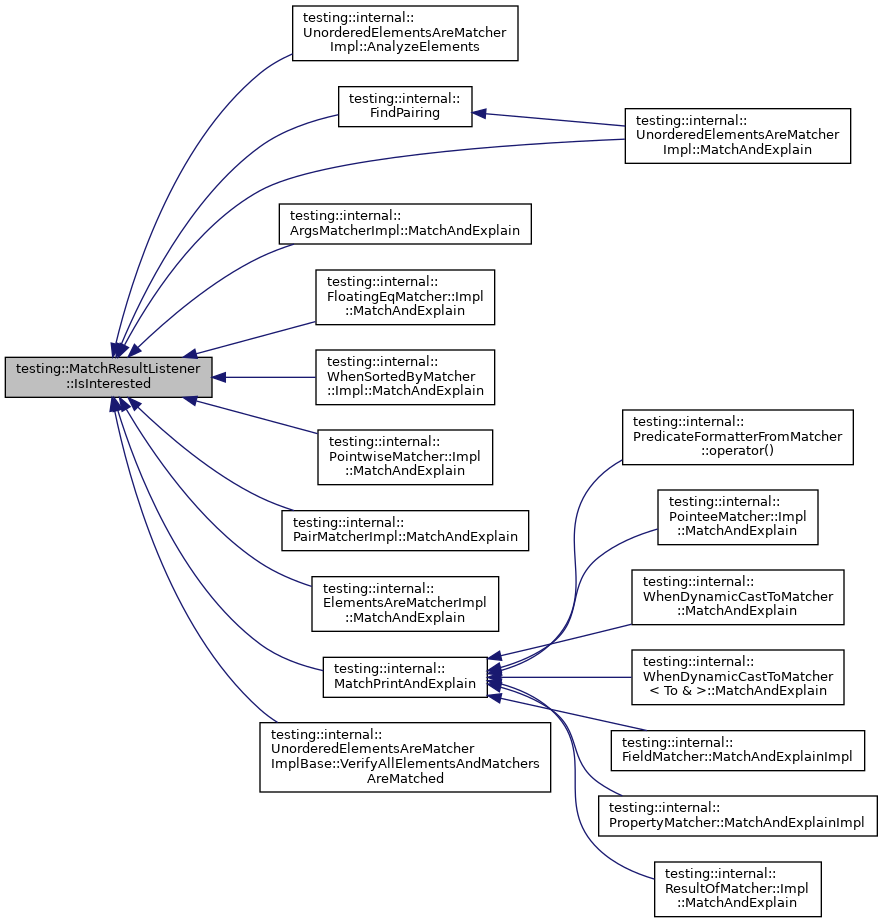 testing::internal::
UnorderedElementsAreMatcher
Impl::AnalyzeElements
testing::internal::
FindPairing
testing::internal::
UnorderedElementsAreMatcher
Impl::MatchAndExplain
testing::internal::
ArgsMatcherImpl::MatchAndExplain
testing::internal::
FloatingEqMatcher::Impl
::MatchAndExplain
testing::MatchResultListener
::IsInterested
testing::internal::
WhenSortedByMatcher
::Impl::MatchAndExplain
testing::internal::
PointwiseMatcher::Impl
::MatchAndExplain
testing::internal::
PairMatcherImpl::MatchAndExplain
testing::internal::
ElementsAreMatcherImpl
::MatchAndExplain
testing::internal::
MatchPrintAndExplain
testing::internal::
UnorderedElementsAreMatcher
ImplBase::VerifyAllElementsAndMatchers
AreMatched
testing::internal::
PredicateFormatterFromMatcher
::operator()
testing::internal::
PointeeMatcher::Impl
::MatchAndExplain
testing::internal::
WhenDynamicCastToMatcher
::MatchAndExplain
testing::internal::
WhenDynamicCastToMatcher
< To & >::MatchAndExplain
testing::internal::
FieldMatcher::MatchAndExplainImpl
testing::internal::
PropertyMatcher::MatchAndExplainImpl
testing::internal::
ResultOfMatcher::Impl
::MatchAndExplain